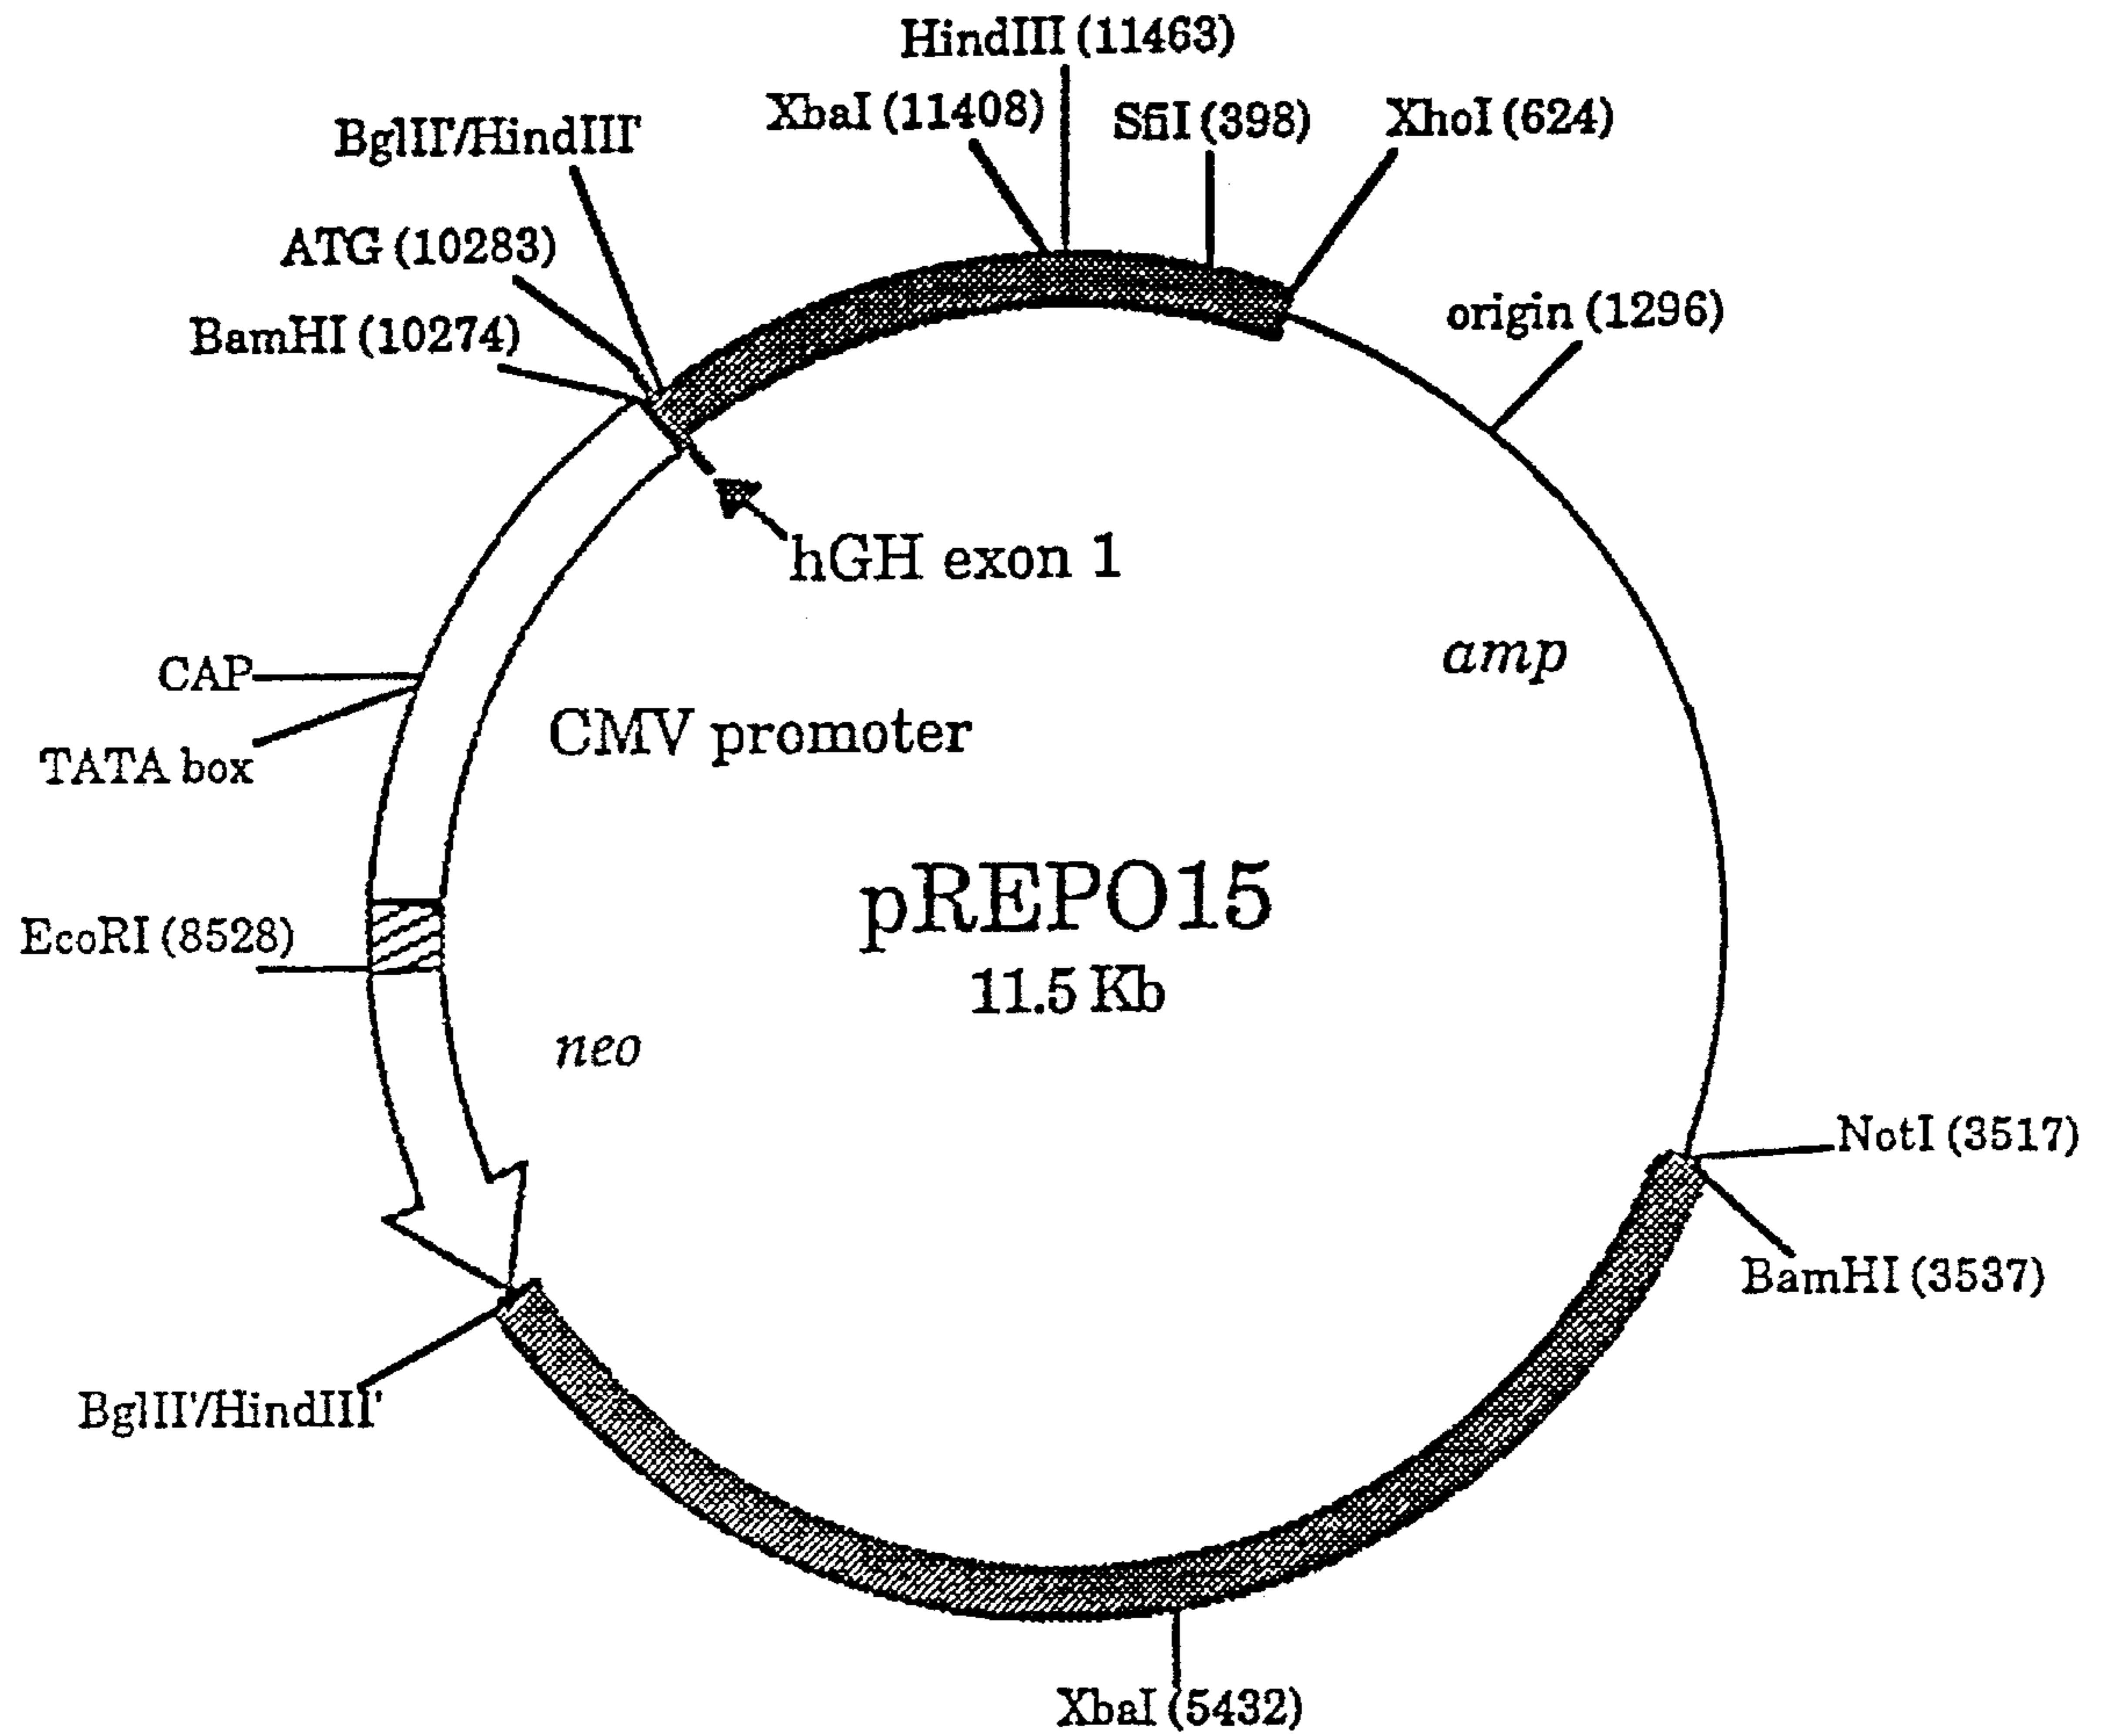 HindIII (11463)
XbaI (11408)
SfiI (398)
XhoI (624)
BglII'/HindIII'
ATG (10283)
BamHI (10274)
origin (1296)
hGH exon 1
amp
CAP
TATA box
CMV promoter
pREPO15
11.5 Kb
EcoRI (8528)
neo
NotI (3517)
BamHI (3537)
BglII'/HindIII'
XbaI (5432)